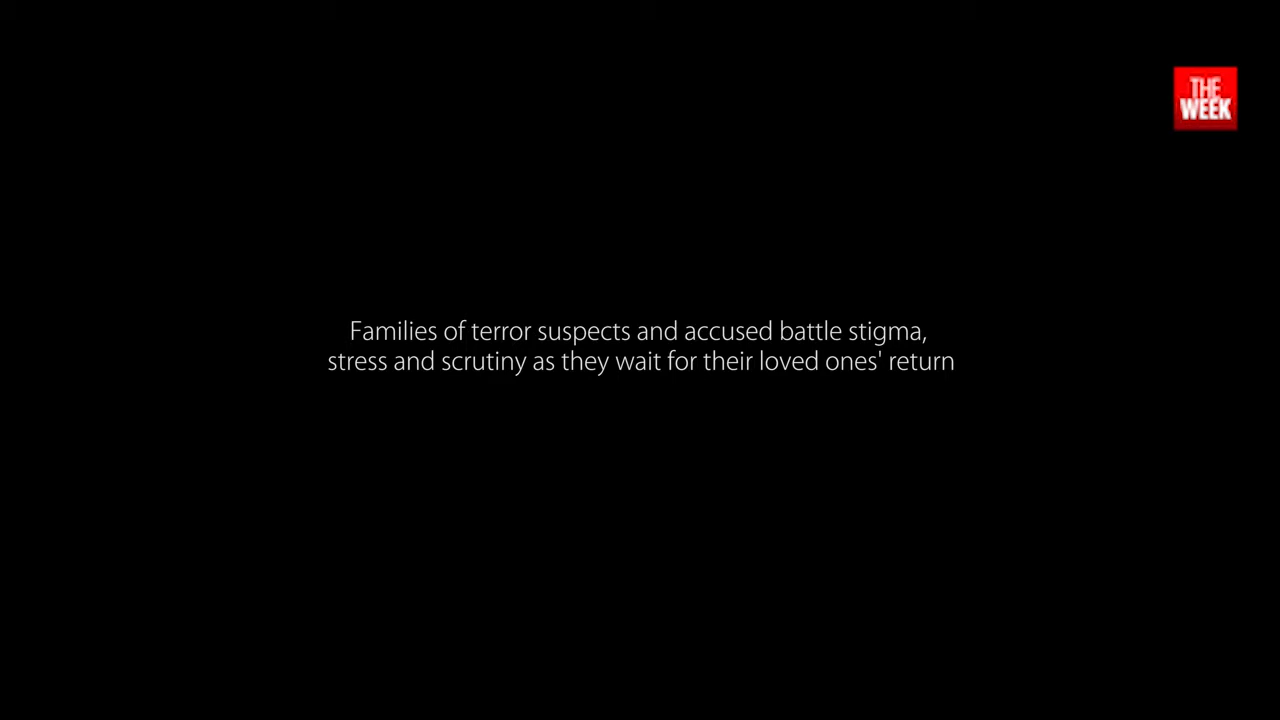 THE
WEEK
Families of terror suspects and accused battle stigma,
stress and scrutiny as they wait for their loved ones' return